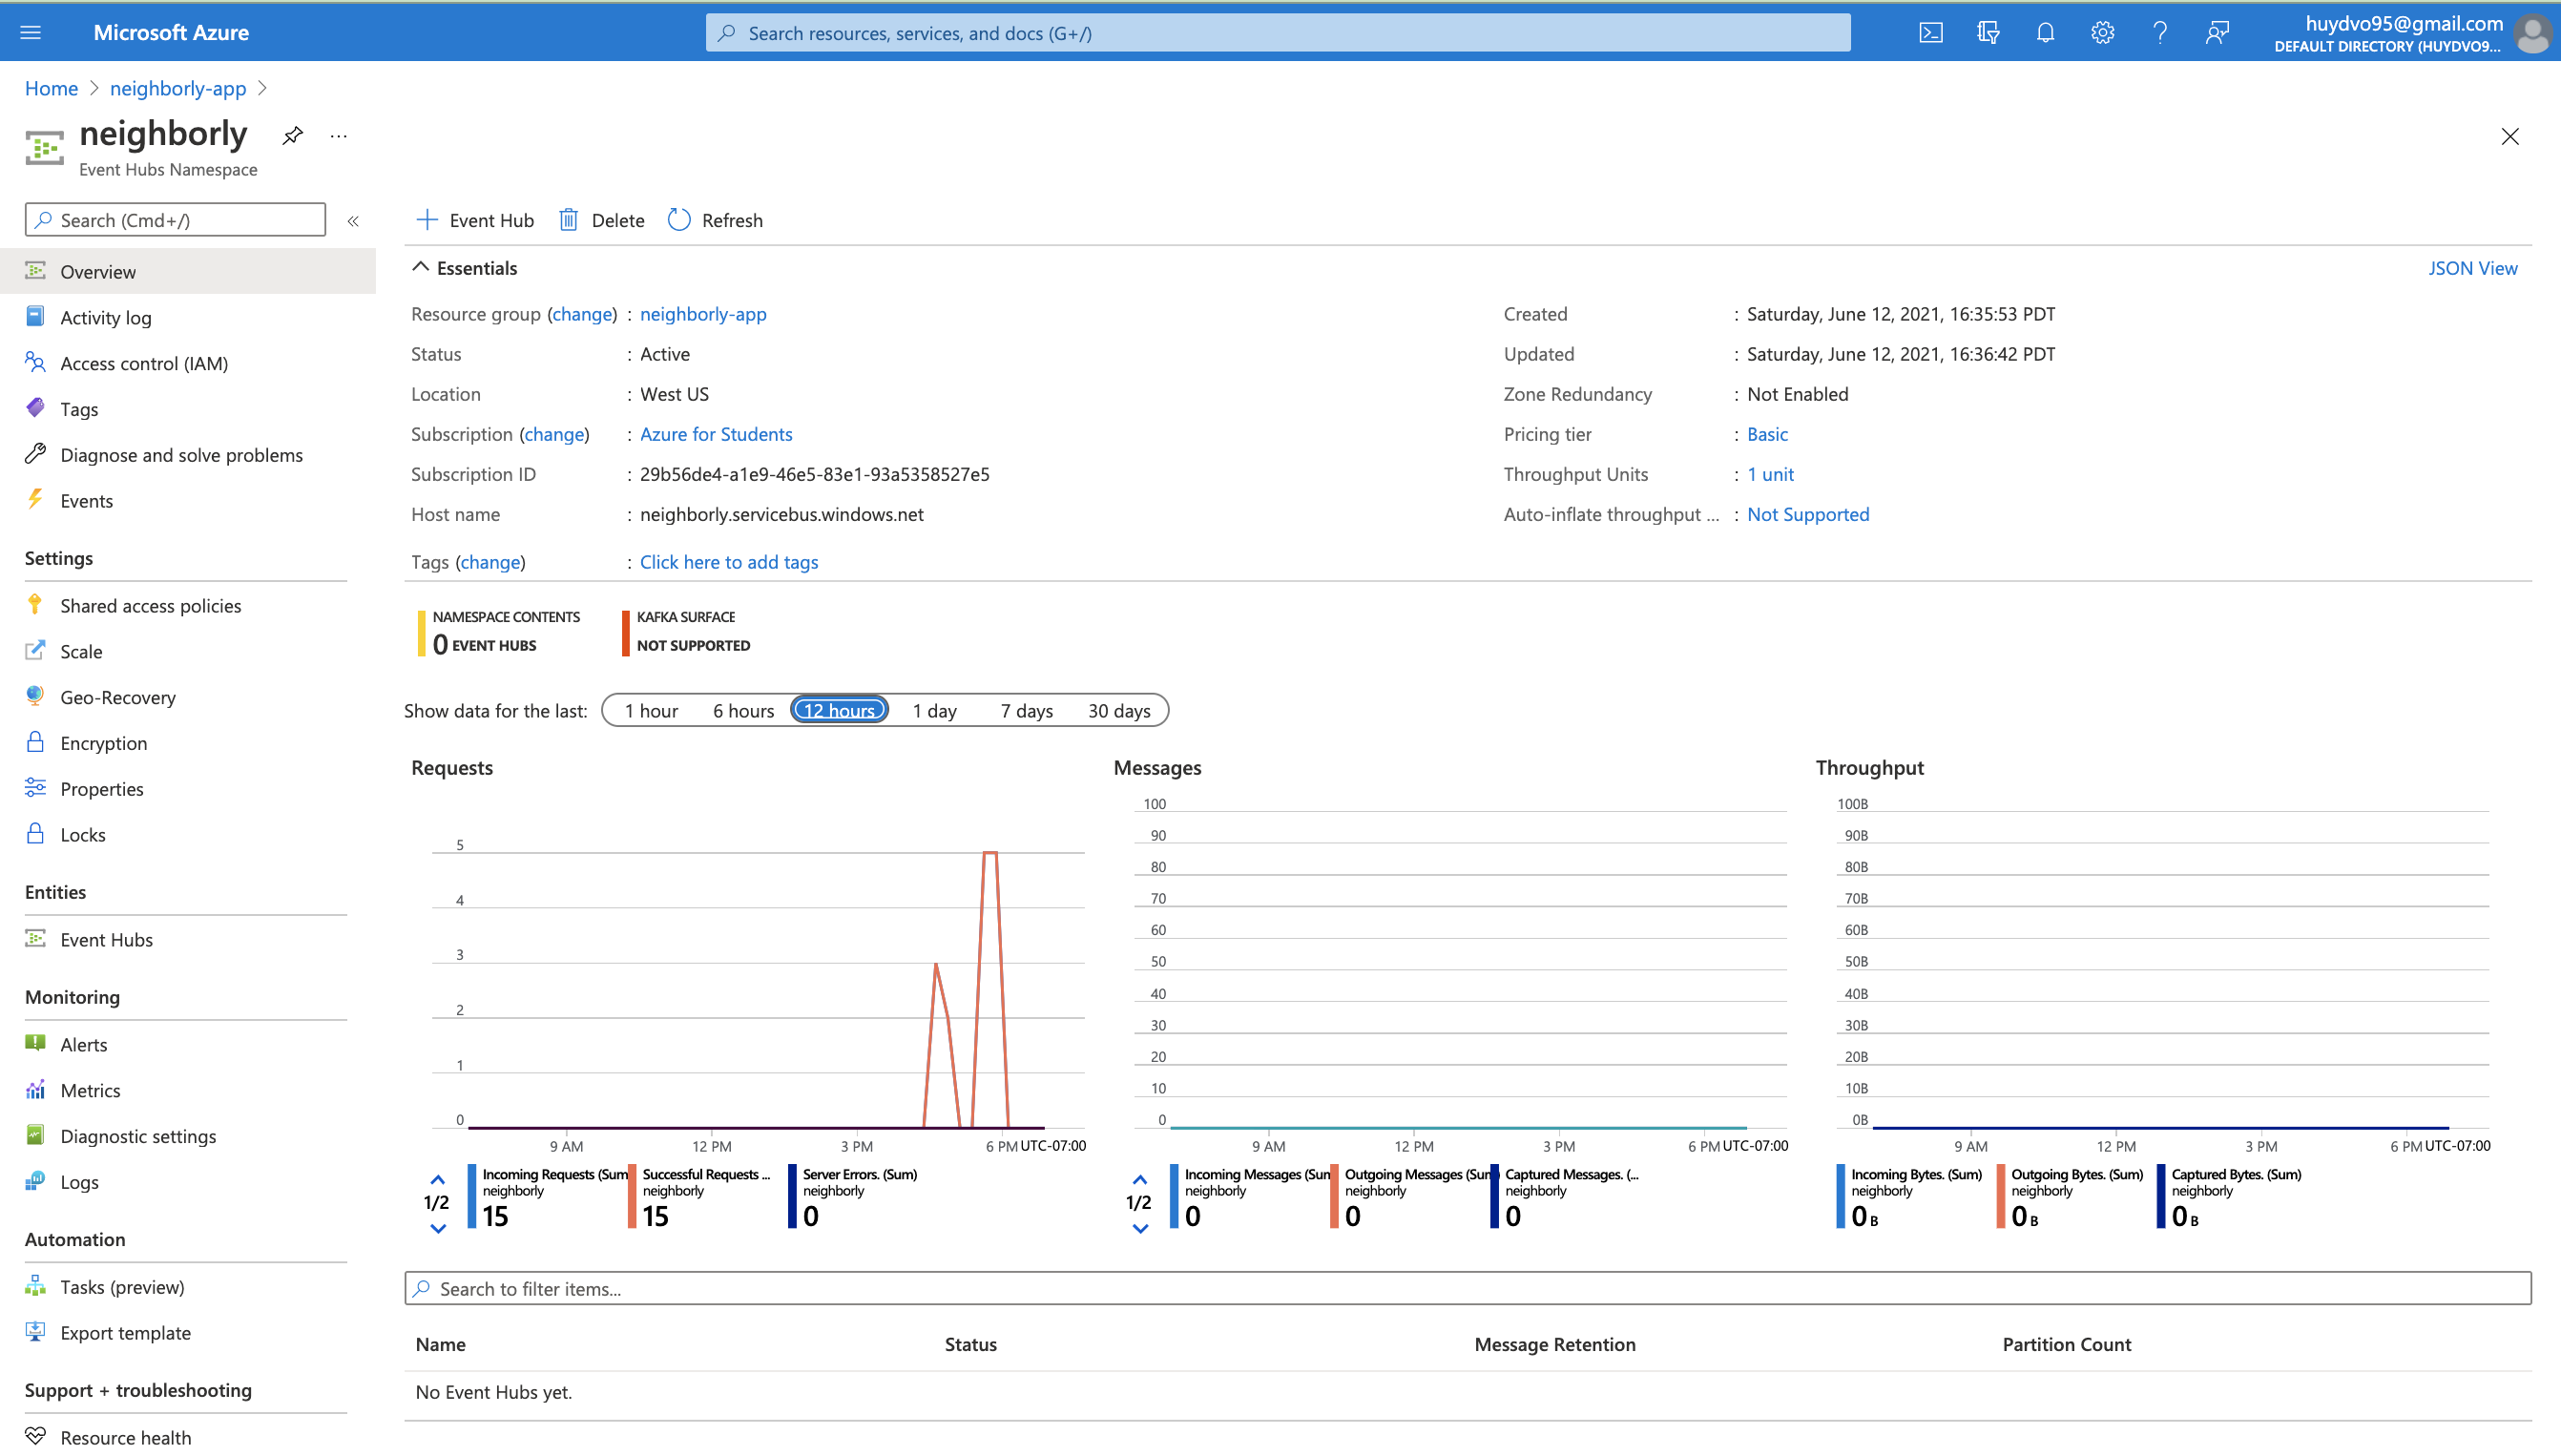 Microsoft Azure
Search resources, services, and docs (G+/)
huydvo95@gmail.com
DEFAULT DIRECTORY (HUYDVO9...
Home > neighborly-app >
neighborly
...
Event Hubs Namespace
Search (Cmd+/)
«
Overview
Activity log
Access control (IAM)
Tags
Diagnose and solve problems
Events
Settings
Shared access policies
Scale
Geo-Recovery
Encryption
Properties
Locks
Entities
Event Hubs
Monitoring
Alerts
Metrics
Diagnostic settings
Logs
Automation
Tasks (preview)
Export template
Support + troubleshooting
Resource health
Event Hub
Delete
Refresh
Essentials
JSON View
Resource group (change) : neighborly-app
Status : Active
Location : West US
Subscription (change) : Azure for Students
Subscription ID : 29b56de4-a1e9-46e5-83e1-93a5358527e5
Host name : neighborly.servicebus.windows.net
Tags (change) : Click here to add tags
Created : Saturday, June 12, 2021, 16:35:53 PDT
Updated : Saturday, June 12, 2021, 16:36:42 PDT
Zone Redundancy : Not Enabled
Pricing tier : Basic
Throughput Units : 1 unit
Auto-inflate throughput ... : Not Supported
NAMESPACE CONTENTS
0 EVENT HUBS
KAFKA SURFACE
NOT SUPPORTED
Show data for the last: 1 hour 6 hours 12 hours 1 day 7 days 30 days
Requests
5
4
3
2
1
0
9 AM 12 PM 3 PM 6 PM UTC-07:00
1/2
Incoming Requests (Sum
neighborly
15
Successful Requests ...
neighborly
15
Server Errors. (Sum)
neighborly
0
Messages
100
90
80
70
60
50
40
30
20
10
0
9 AM 12 PM 3 PM 6 PM UTC-07:00
1/2
Incoming Messages (Sun
neighborly
0
Outgoing Messages (Sum
neighborly
0
Captured Messages. (...
neighborly
0
Throughput
100B
90B
80B
70B
60B
50B
40B
30B
20B
10B
0B
9 AM 12 PM 3 PM 6 PM UTC-07:00
Incoming Bytes. (Sum)
neighborly
0 B
Outgoing Bytes. (Sum)
neighborly
0 B
Captured Bytes. (Sum)
neighborly
0 B
Search to filter items...
Name Status Message Retention Partition Count
No Event Hubs yet.